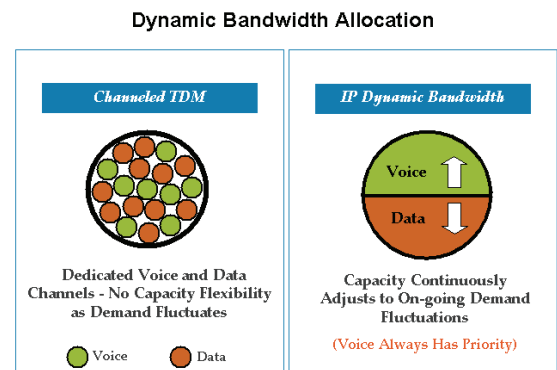 Dynamic Bandwidth Allocation
Channeled TDM
Dedicated Voice and Data
Channels - No Capacity Flexibility
as Demand Fluctuates
Voice
Data
IP Dynamic Bandwidth
Voice
Data
Capacity Continuously
Adjusts to On-going Demand
Fluctuations
(Voice Always Has Priority)